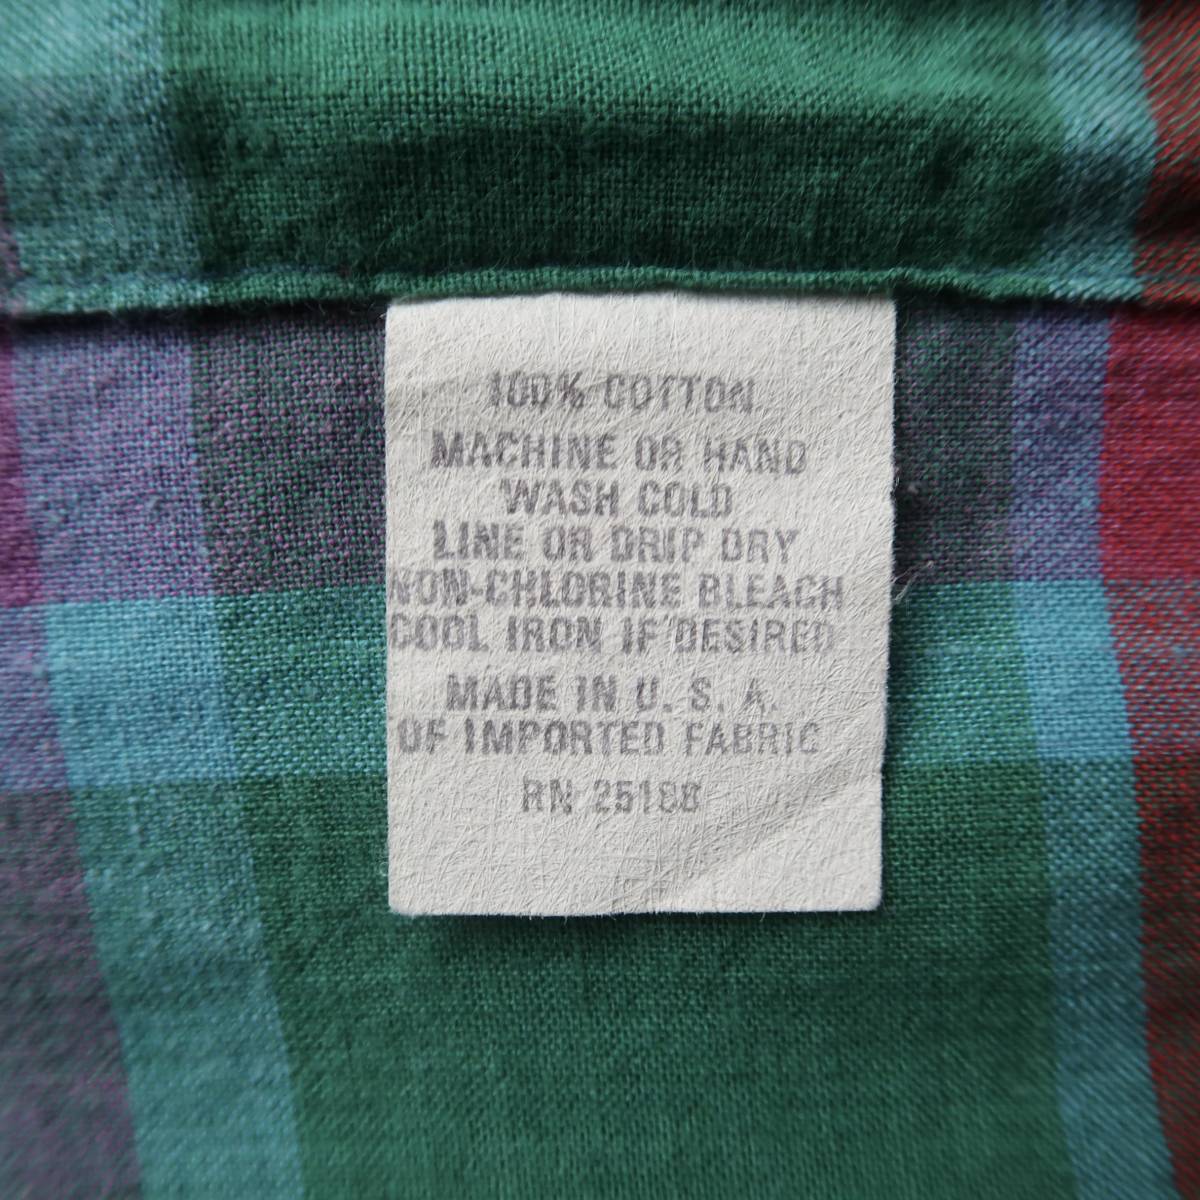 100% COTTON
MACHINE OR HAND
WASH COLD
LINE OR DRIP DRY
NON-CHLORINE BLEACH
COOL IRON IF DESIRED
MADE IN U. S. A.
OF IMPORTED FABRIC
RN 25188